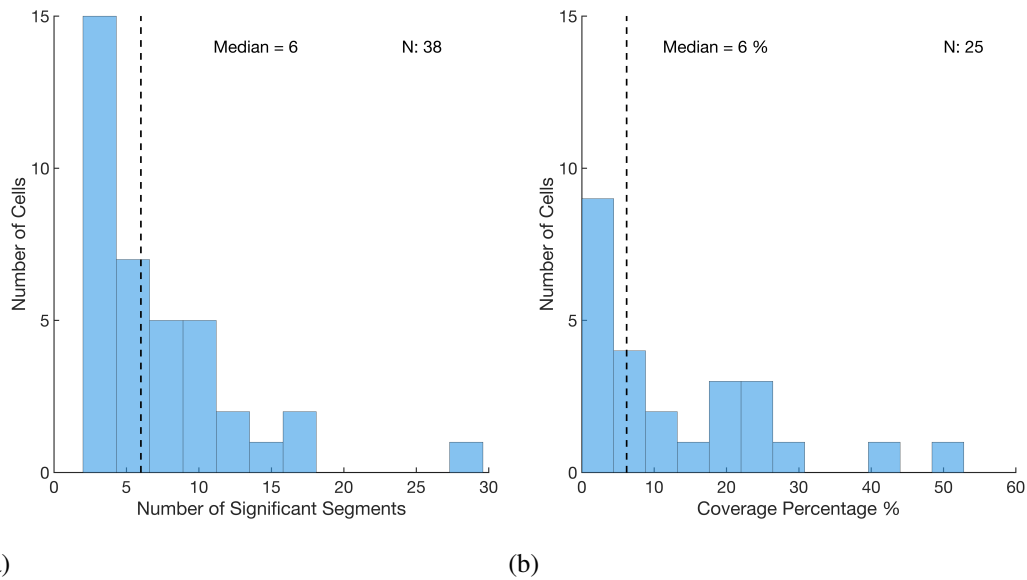 15
10
5
0
Number of Cells
Median = 6
N: 38
0 5 10 15 20 25 30
Number of Significant Segments
)
15
10
5
0
Number of Cells
Median = 6 %
N: 25
0 10 20 30 40 50 60
Coverage Percentage %
(b)